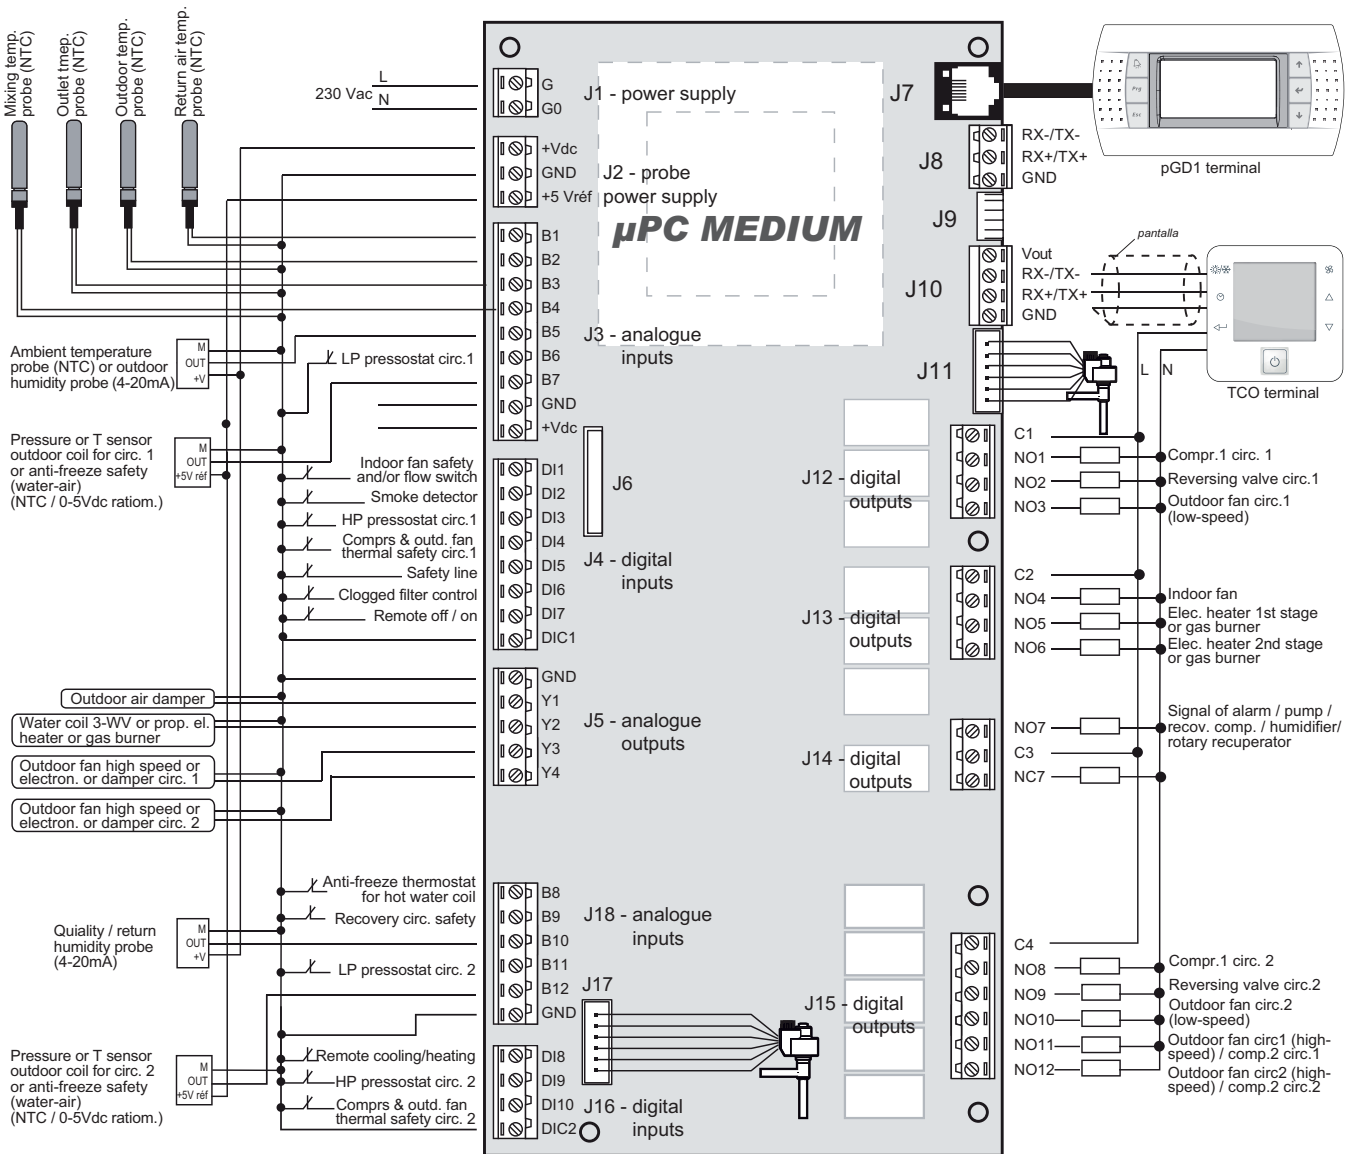 Mixing temp.
probe (NTC)
Outlet tmep.
probe (NTC)
Outdoor temp.
probe (NTC)
Return air temp.
probe (NTC)
230 Vac
L
N
G
G0
J1 - power supply
+Vdc
GND
+5 Vréf
J2 - probe
power supply
µPC MEDIUM
B1
B2
B3
B4
B5
B6
B7
GND
+Vdc
J3 - analogue
inputs
Ambient temperature
probe (NTC) or outdoor
humidity probe (4-20mA)
M
OUT
+V
LP pressostat circ.1
Pressure or T sensor
outdoor coil for circ. 1
or anti-freeze safety
(water-air)
(NTC / 0-5Vdc ratiom.)
M
OUT
+5V réf
Indoor fan safety
and/or flow switch
Smoke detector
HP pressostat circ.1
Comprs & outd. fan
thermal safety circ.1
Safety line
Clogged filter control
Remote off / on
DI1
DI2
DI3
DI4
DI5
DI6
DI7
DIC1
J6
J4 - digital
inputs
Outdoor air damper
Water coil 3-WV or prop. el.
heater or gas burner
Outdoor fan high speed or
electron. or damper circ. 1
Outdoor fan high speed or
electron. or damper circ. 2
GND
Y1
Y2
Y3
Y4
J5 - analogue
outputs
Anti-freeze thermostat
for hot water coil
Recovery circ. safety
Quiality / return
humidity probe
(4-20mA)
M
OUT
+V
LP pressostat circ. 2
B8
B9
B10
B11
B12
GND
J18 - analogue
inputs
J17
Pressure or T sensor
outdoor coil for circ. 2
or anti-freeze safety
(water-air)
(NTC / 0-5Vdc ratiom.)
M
OUT
+5V réf
Remote cooling/heating
HP pressostat circ. 2
Comprs & outd. fan
thermal safety circ. 2
DI8
DI9
DI10
DIC2
J16 - digital
inputs
J7
Prg
Esc
pGD1 terminal
J8
RX-/TX-
RX+/TX+
GND
J9
J10
Vout
RX-/TX-
RX+/TX+
GND
pantalla
TCO terminal
J11
L
N
J12 - digital
outputs
C1
NO1
NO2
NO3
Compr.1 circ. 1
Reversing valve circ.1
Outdoor fan circ.1
(low-speed)
J13 - digital
outputs
C2
NO4
NO5
NO6
Indoor fan
Elec. heater 1st stage
or gas burner
Elec. heater 2nd stage
or gas burner
J14 - digital
outputs
NO7
C3
NC7
Signal of alarm / pump /
recov. comp. / humidifier/
rotary recuperator
J15 - digital
outputs
C4
NO8
NO9
NO10
NO11
NO12
Compr.1 circ. 2
Reversing valve circ.2
Outdoor fan circ.2
(low-speed)
Outdoor fan circ1 (high-
speed) / comp.2 circ.1
Outdoor fan circ2 (high-
speed) / comp.2 circ.2